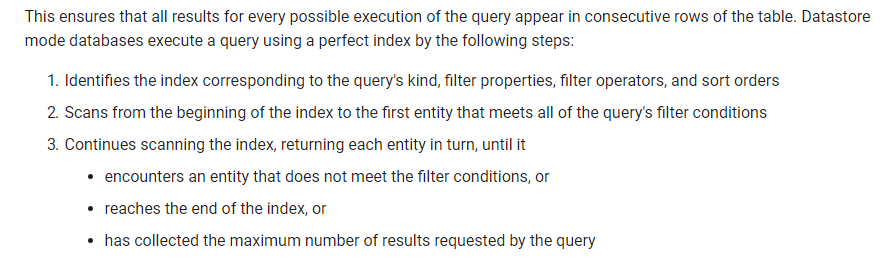 This ensures that all results for every possible execution of the query appear in consecutive rows of the table. Datastore
mode databases execute a query using a perfect index by the following steps:
1. Identifies the index corresponding to the query's kind, filter properties, filter operators, and sort orders
2. Scans from the beginning of the index to the first entity that meets all of the query's filter conditions
3. Continues scanning the index, returning each entity in turn, until it
• encounters an entity that does not meet the filter conditions, or
• reaches the end of the index, or
• has collected the maximum number of results requested by the query